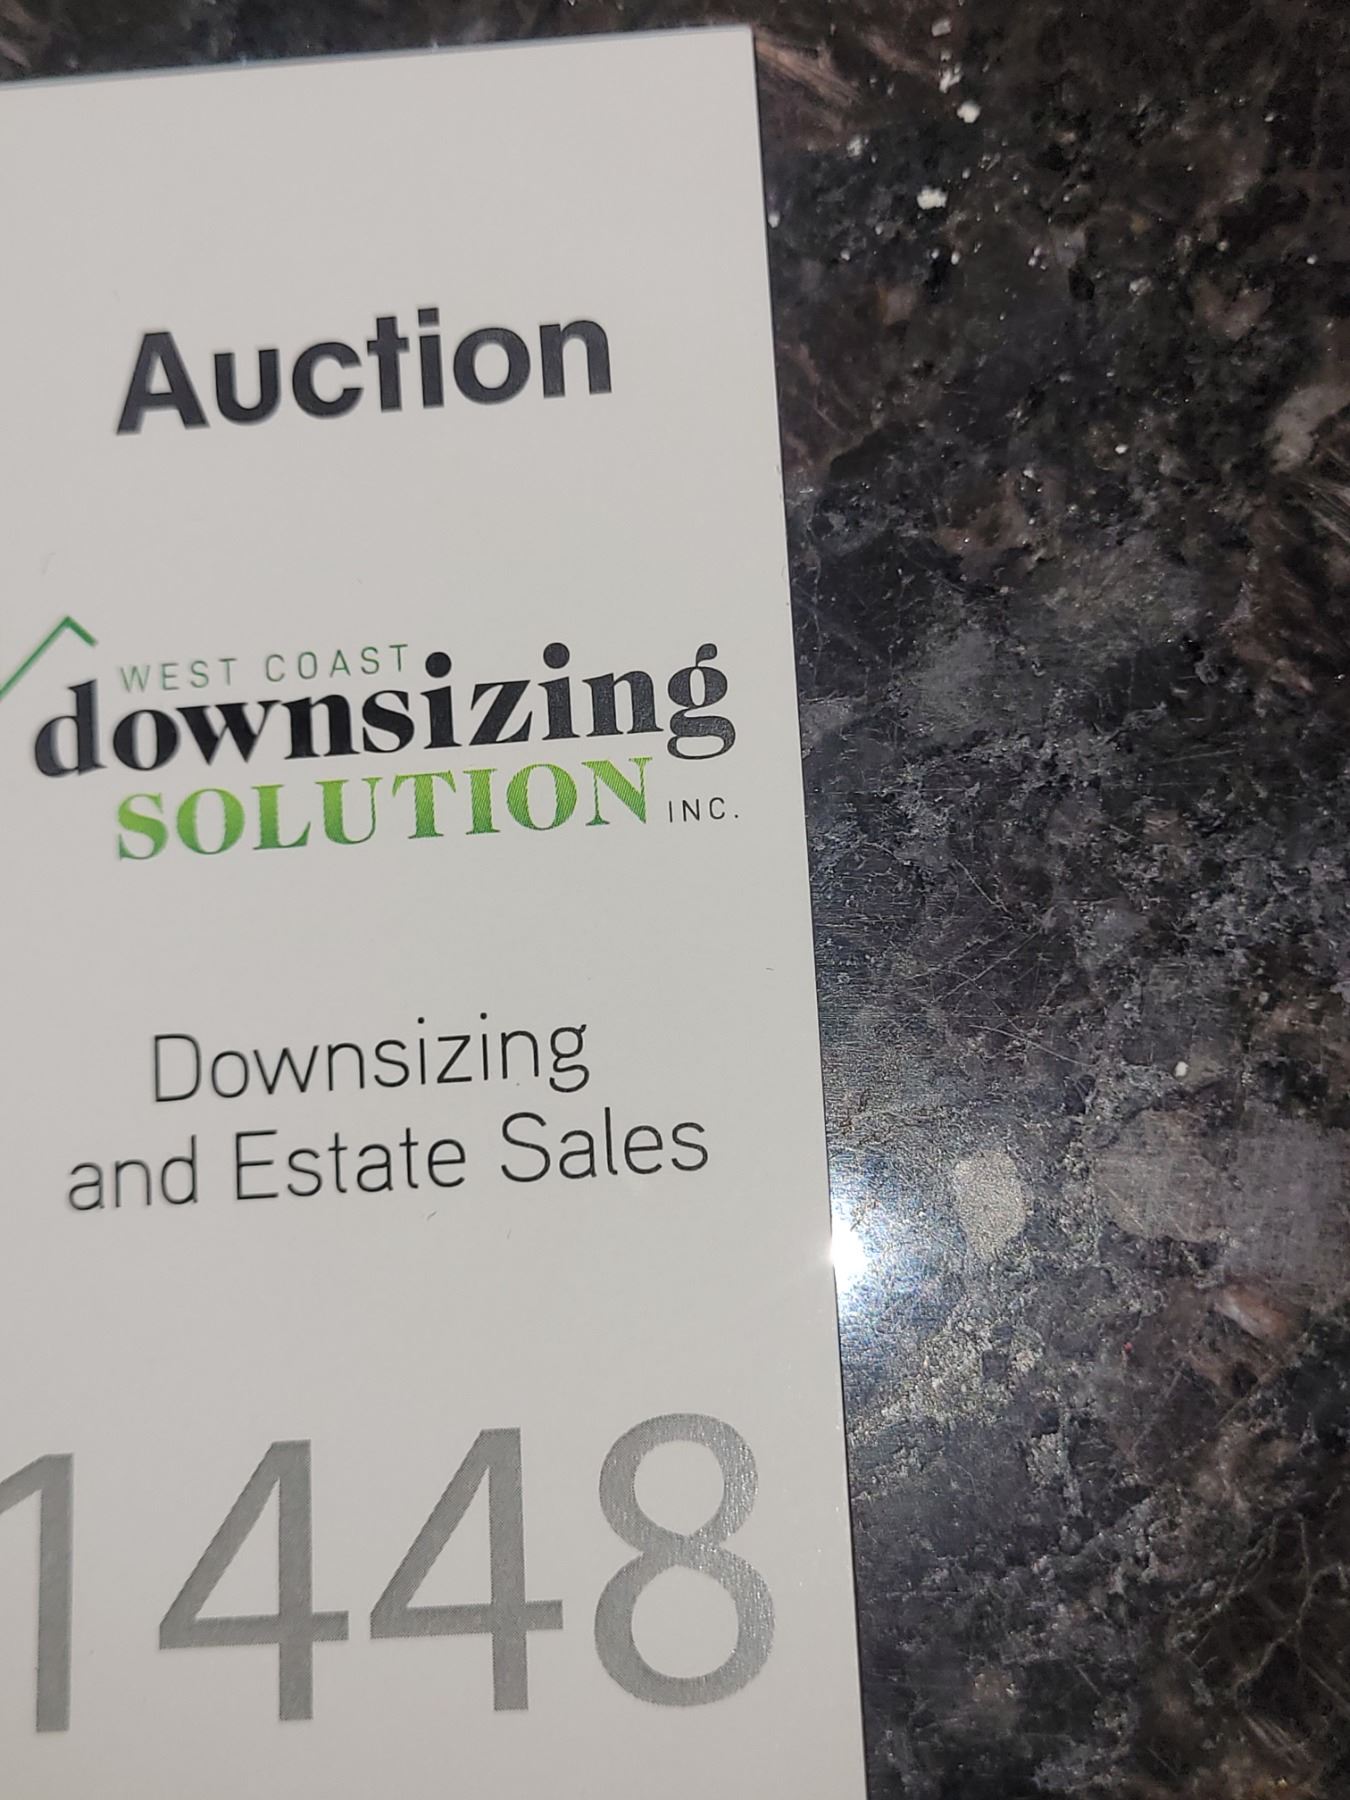 Auction
WEST COAST
downsizing
SOLUTION INC.
Downsizing
and Estate Sales
1448